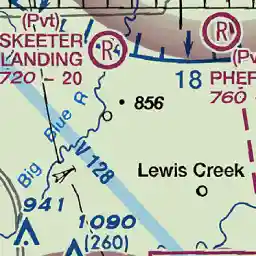 (Pvt)
SKEETER
LANDING
720 - 20
R
R
(Pv
18
PHEF
760
856
Big Blue R
V 128
Lewis Creek
941
1090
(260)